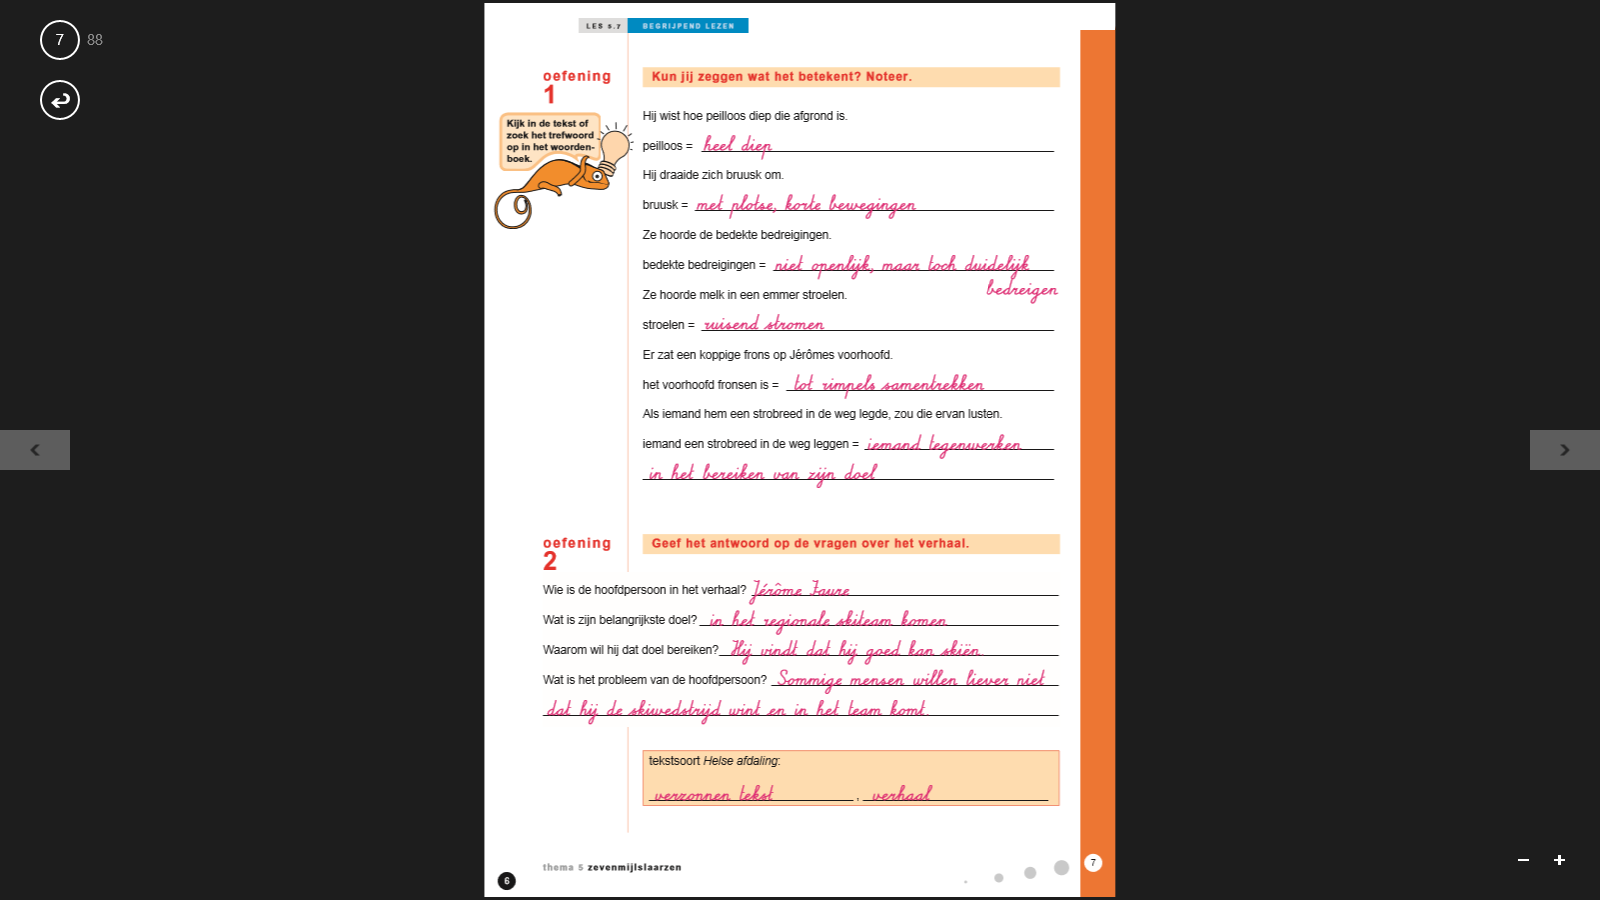 7 88
LES 5.7 BEGRIJPEND LEZEN
oefening
1
Kun jij zeggen wat het betekent? Noteer.
Kijk in de tekst of
zoek het trefwoord
op in het woorden-
boek.
Hij wist hoe peilloos diep die afgrond is.
peilloos = heel diep
Hij draaide zich bruusk om.
bruusk = met plotse, korte bewegingen
Ze hoorde de bedekte bedreigingen.
bedekte bedreigingen = niet openlijk, maar toch duidelijk
bedreigen
Ze hoorde melk in een emmer stroelen.
stroelen = ruisend stromen
Er zat een koppige frons op Jérômes voorhoofd.
het voorhoofd fronsen is = tot rimpels samentrekken
Als iemand hem een strobreed in de weg legde, zou die ervan lusten.
iemand een strobreed in de weg leggen = iemand tegenwerken
in het bereiken van zijn doel
oefening
2
Geef het antwoord op de vragen over het verhaal.
Wie is de hoofdpersoon in het verhaal? Jérôme Faure
Wat is zijn belangrijkste doel? in het regionale skiteam komen
Waarom wil hij dat doel bereiken? Hij vindt dat hij goed kan skiën.
Wat is het probleem van de hoofdpersoon? Sommige mensen willen liever niet
dat hij de skiwedstrijd wint en in het team komt.
tekstsoort Helse afdaling:
verzonnen tekst , verhaal
thema 5 zevenmijlslaarzen
6
7